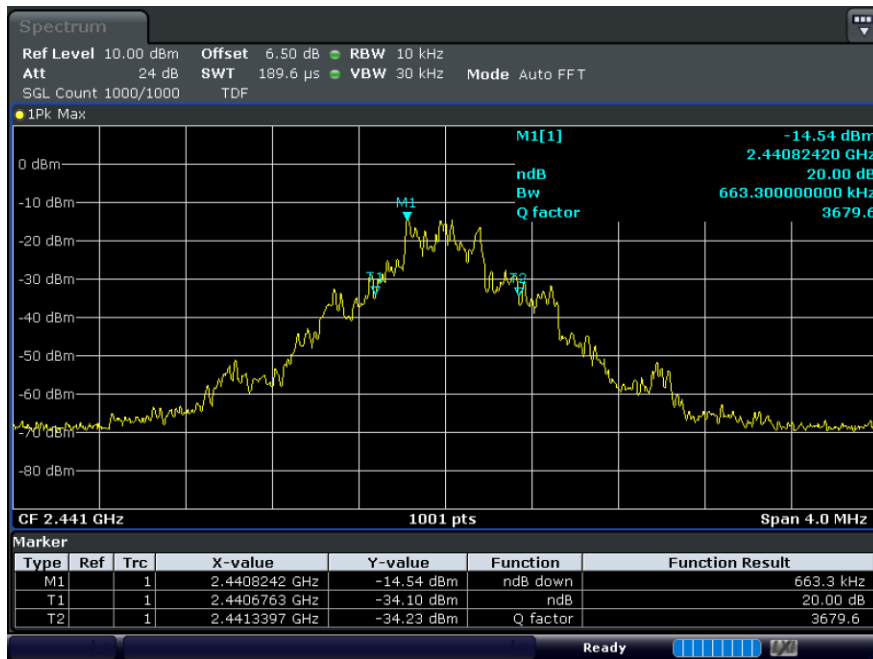 Spectrum
Ref Level 10.00 dBm Offset 6.50 dB RBW 10 kHz
Att 24 dB SWT 189.6 µs VBW 30 kHz Mode Auto FFT
SGL Count 1000/1000 TDF
1Pk Max
M1[1] -14.54 dBm
2.44082420 GHz
ndB 20.00 dB
Bw 663.300000000 kHz
Q factor 3679.6
0 dBm
-10 dBm
M1
-20 dBm
-30 dBm
T1 T2
-40 dBm
-50 dBm
-60 dBm
-70 dBm
-80 dBm
CF 2.441 GHz 1001 pts Span 4.0 MHz
Marker
Type Ref Trc X-value Y-value Function Function Result
M1 1 2.4408242 GHz -14.54 dBm ndB down 663.3 kHz
T1 1 2.4406763 GHz -34.10 dBm ndB 20.00 dB
T2 1 2.4413397 GHz -34.23 dBm Q factor 3679.6
Ready